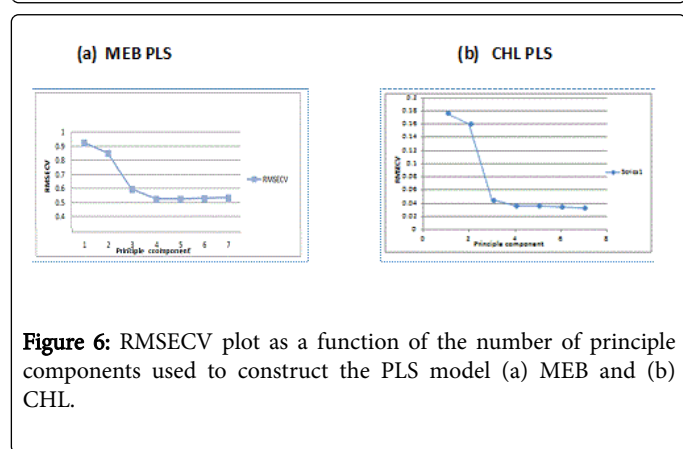 (a) MEB PLS
1
0.9
0.8
0.7
0.6
0.5
0.4
RMSECV
1 2 3 4 5 6 7
Principle component
RMSECV
(b) CHL PLS
0.2
0.18
0.16
0.14
0.12
0.1
0.08
0.06
0.04
0.02
0
RMSECV
0 2 4 6 8
Principle component
Series1
Figure 6: RMSECV plot as a function of the number of principle
components used to construct the PLS model (a) MEB and (b)
CHL.